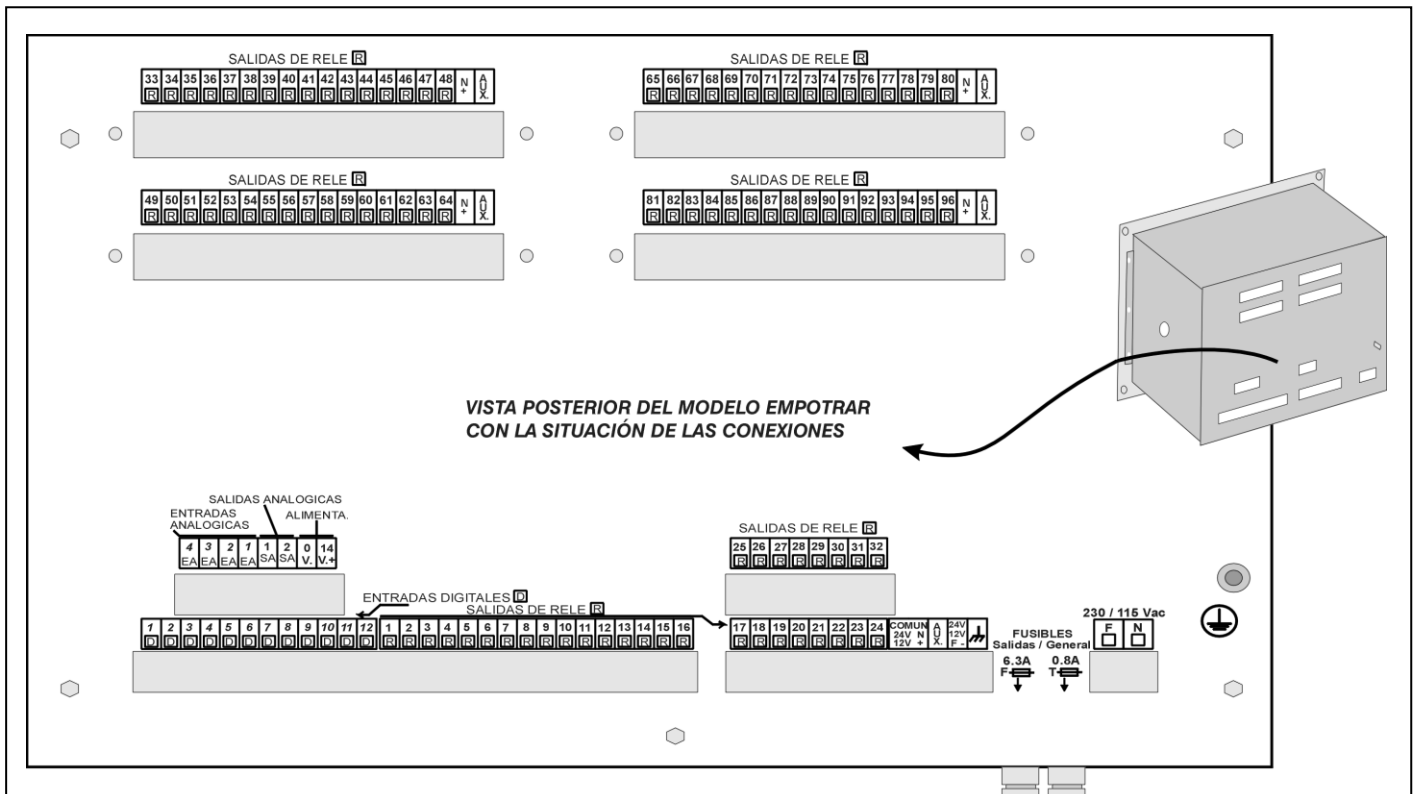 SALIDAS DE RELE R
33 34 35 36 37 38 39 40 41 42 43 44 45 46 47 48 N + AUX.
R R R R R R R R R R R R R R R R
SALIDAS DE RELE R
65 66 67 68 69 70 71 72 73 74 75 76 77 78 79 80 N + AUX.
R R R R R R R R R R R R R R R R
SALIDAS DE RELE R
49 50 51 52 53 54 55 56 57 58 59 60 61 62 63 64 N + AUX.
R R R R R R R R R R R R R R R R
SALIDAS DE RELE R
81 82 83 84 85 86 87 88 89 90 91 92 93 94 95 96 N + AUX.
R R R R R R R R R R R R R R R R
VISTA POSTERIOR DEL MODELO EMPOTRAR
CON LA SITUACIÓN DE LAS CONEXIONES
SALIDAS ANALOGICAS
ENTRADAS
ANALOGICAS
ALIMENTA.
4 3 2 1 1 2 0 14
EA EA EA EA SA SA V. V.+
SALIDAS DE RELE R
25 26 27 28 29 30 31 32
R R R R R R R R
ENTRADAS DIGITALES D
SALIDAS DE RELE R
1 2 3 4 5 6 7 8 9 10 11 12 1 2 3 4 5 6 7 8 9 10 11 12 13 14 15 16
D D D D D D D D D D D D R R R R R R R R R R R R R R R R
17 18 19 20 21 22 23 24
R R R R R R R R
COMUN
24V N
12V +
AUX.
24V
12V
F -
FUSIBLES
Salidas / General
6.3A 0.8A
F T
230 / 115 Vac
F N